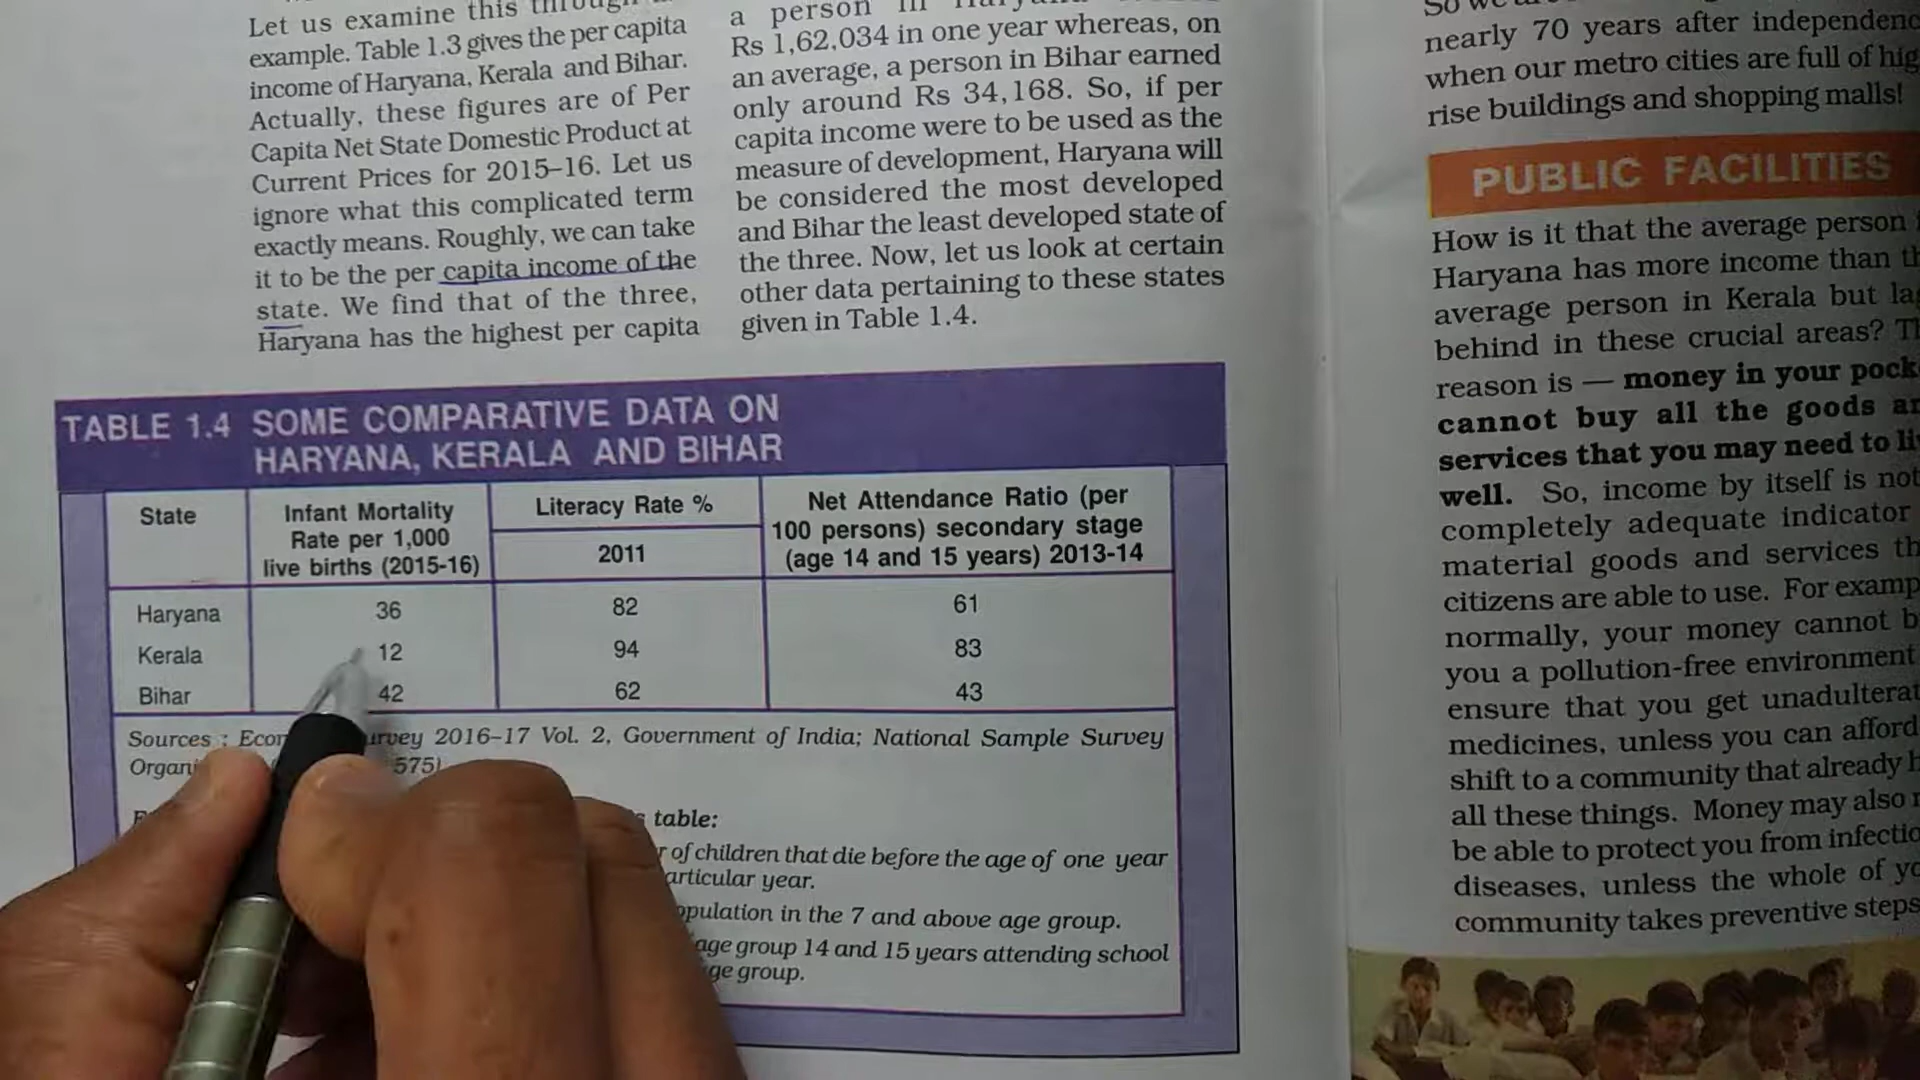 Let us examine this through
example. Table 1.3 gives the per capita
income of Haryana, Kerala and Bihar.
Actually, these figures are of Per
Capita Net State Domestic Product at
Current Prices for 2015–16. Let us
ignore what this complicated term
exactly means. Roughly, we can take
it to be the per capita income of the
state. We find that of the three,
Haryana has the highest per capita
a person in
Rs 1,62,034 in one year whereas, on
an average, a person in Bihar earned
only around Rs 34,168. So, if per
capita income were to be used as the
measure of development, Haryana will
be considered the most developed
and Bihar the least developed state of
the three. Now, let us look at certain
other data pertaining to these states
given in Table 1.4.
TABLE 1.4 SOME COMPARATIVE DATA ON
HARYANA, KERALA AND BIHAR
State
Infant Mortality
Rate per 1,000
live births (2015-16)
Literacy Rate %
2011
Net Attendance Ratio (per
100 persons) secondary stage
(age 14 and 15 years) 2013-14
Haryana 36 82 61
Kerala 12 94 83
Bihar 42 62 43
Sources : 2016–17 Vol. 2, Government of India; National Sample Survey
575)
table:
of children that die before the age of one year
year.
in the 7 and above age group.
age group 14 and 15 years attending school
group.
So we
nearly 70 years after
when our metro cities are full of
rise buildings and shopping malls!
PUBLIC FACILITIES
How is it that the average person
Haryana has more income than
average person in Kerala but
behind in these crucial areas?
reason is — money in your
cannot buy all the goods
services that you may need to
well. So, income by itself is not
completely adequate indicator
material goods and services
citizens are able to use. For
normally, your money cannot
you a pollution-free environment
ensure that you get
medicines, unless you can afford
shift to a community that already
all these things. Money may also
be able to protect you from
diseases, unless the whole of
community takes preventive steps